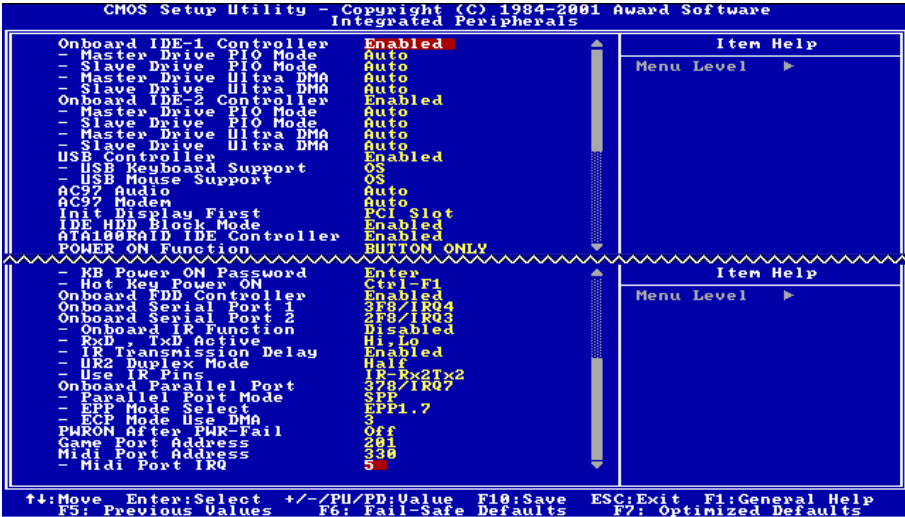 CMOS Setup Utility - Copyright (C) 1984-2001 Award Software
Integrated Peripherals
Onboard IDE-1 Controller Enabled
- Master Drive PIO Mode Auto
- Slave Drive PIO Mode Auto
- Master Drive Ultra DMA Auto
- Slave Drive Ultra DMA Auto
Onboard IDE-2 Controller Enabled
- Master Drive PIO Mode Auto
- Slave Drive PIO Mode Auto
- Master Drive Ultra DMA Auto
- Slave Drive Ultra DMA Auto
USB Controller Enabled
- USB Keyboard Support OS
- USB Mouse Support OS
AC97 Audio Auto
AC97 Modem Auto
Init Display First PCI Slot
IDE HDD Block Mode Enabled
ATA100RAID IDE Controller Enabled
POWER ON Function BUTTON ONLY
Item Help
Menu Level ►
- KB Power ON Password Enter
- Hot Key Power ON Ctrl-F1
Onboard FDD Controller Enabled
Onboard Serial Port 1 3F8/IRQ4
Onboard Serial Port 2 2F8/IRQ3
- Onboard IR Function Disabled
- RxD , TxD Active Hi,Lo
- IR Transmission Delay Enabled
- UR2 Duplex Mode Half
- Use IR Pins IR-Rx2Tx2
Onboard Parallel Port 378/IRQ7
- Parallel Port Mode SPP
- EPP Mode Select EPP1.7
- ECP Mode Use DMA 3
PWRON After PWR-Fail Off
Game Port Address 201
Midi Port Address 330
- Midi Port IRQ 5
Item Help
Menu Level ►
↑↓:Move Enter:Select +/-/PU/PD:Value F10:Save ESC:Exit F1:General Help
F5: Previous Values F6: Fail-Safe Defaults F7: Optimized Defaults